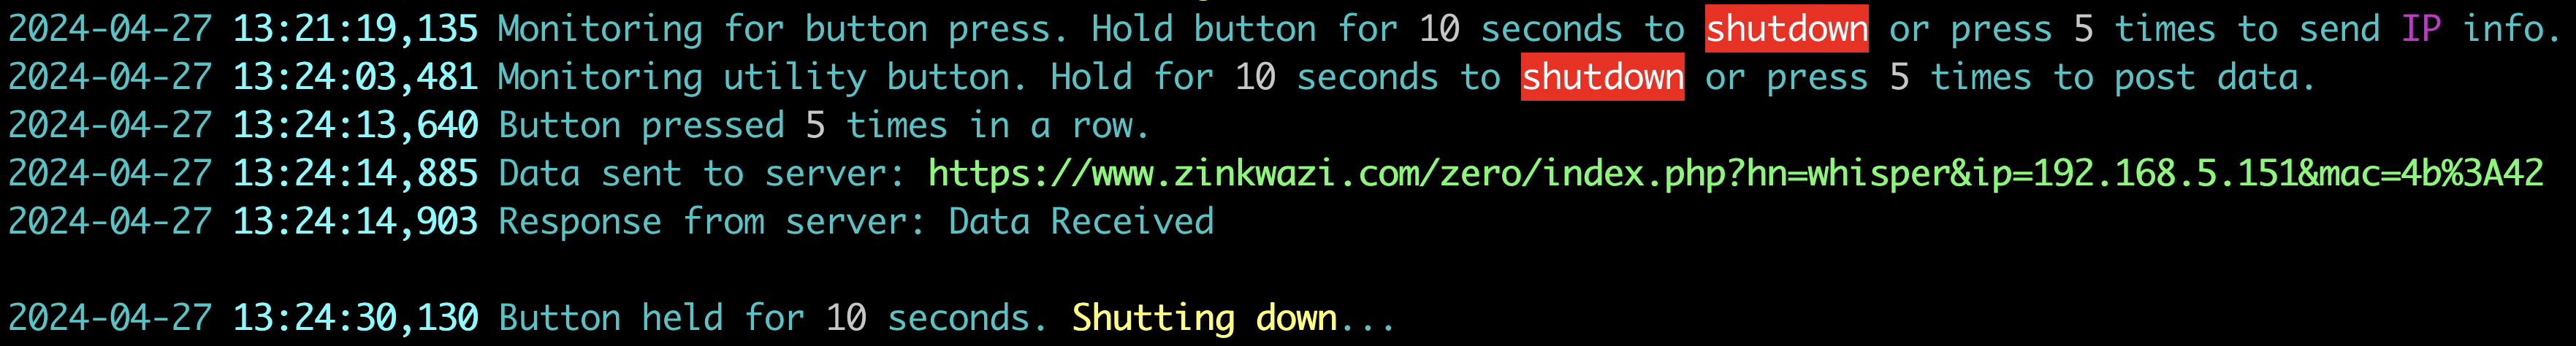 2024-04-27 13:21:19,135 Monitoring for button press. Hold button for 10 seconds to shutdown or press 5 times to send IP info.
2024-04-27 13:24:03,481 Monitoring utility button. Hold for 10 seconds to shutdown or press 5 times to post data.
2024-04-27 13:24:13,640 Button pressed 5 times in a row.
2024-04-27 13:24:14,885 Data sent to server: https://www.zinkwazi.com/zero/index.php?hn=whisper&ip=192.168.5.151&mac=4b%3A42
2024-04-27 13:24:14,903 Response from server: Data Received
2024-04-27 13:24:30,130 Button held for 10 seconds. Shutting down...